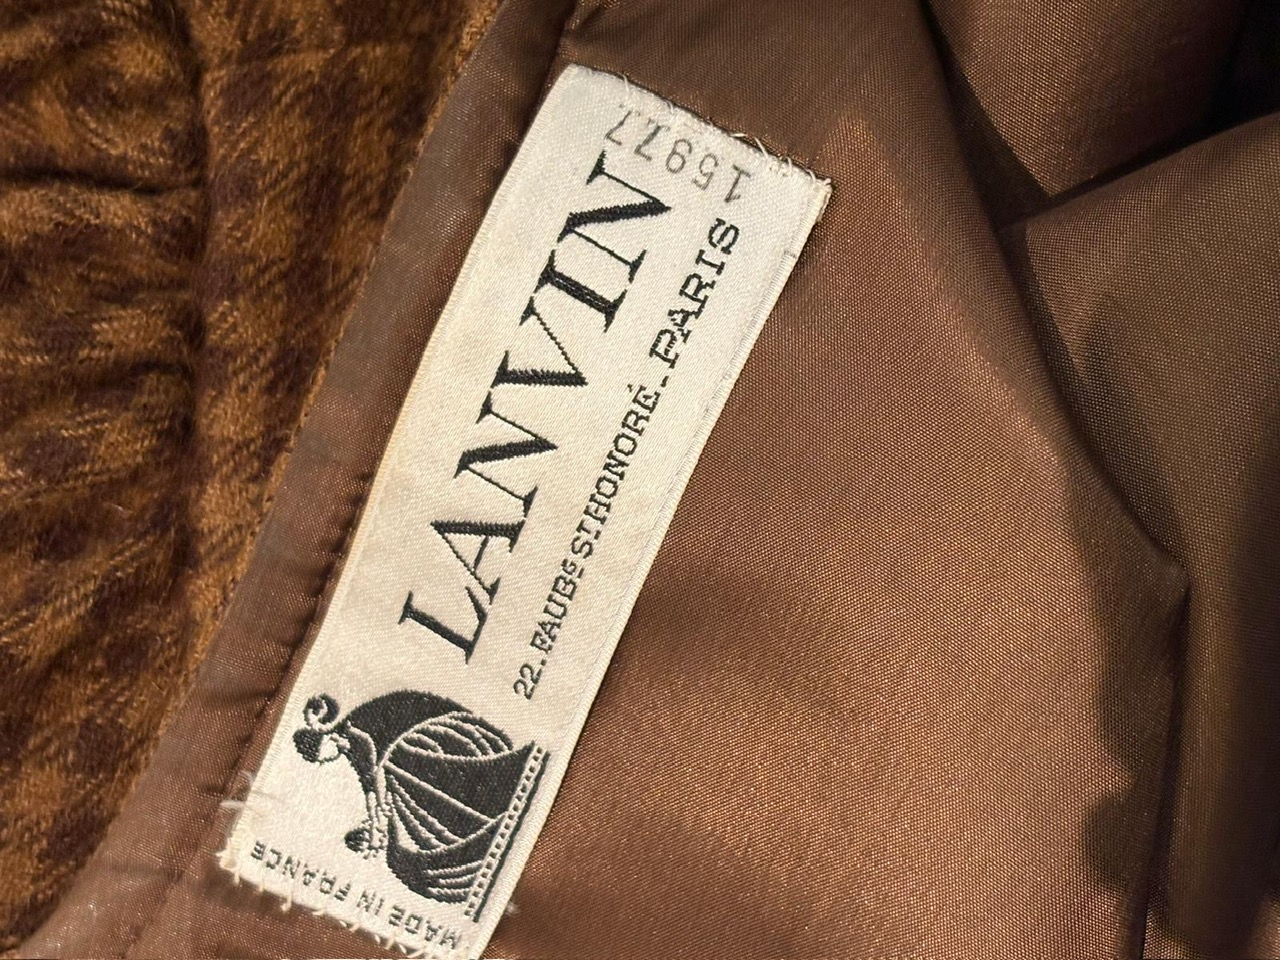 LANVIN
22. FAUBG ST HONORÉ. PARIS
MADE IN FRANCE
15977